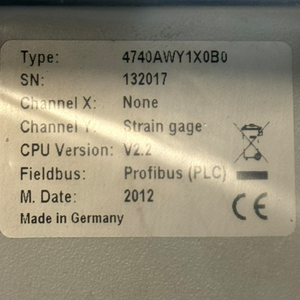 Type: 4740AWY1X0B0
SN: 132017
Channel X: None
Channel Y: Strain gage
CPU Version: V2.2
Fieldbus: Profibus (PLC)
M. Date: 2012
Made in Germany
CE